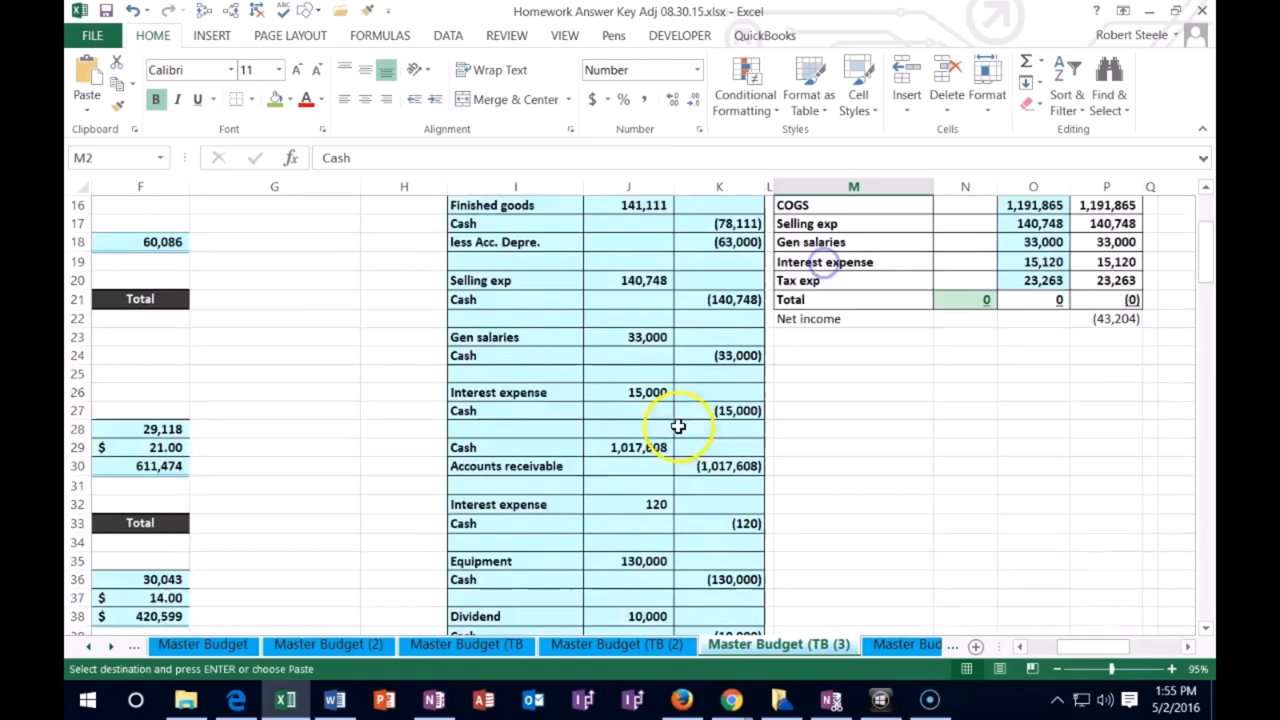 Homework Answer Key Adj 08.30.15.xlsx - Excel
FILE HOME INSERT PAGE LAYOUT FORMULAS DATA REVIEW VIEW Pens DEVELOPER QuickBooks Robert Steele
Calibri 11 Wrap Text Number
Paste B I U A Merge & Center $ % , Conditional Formatting Format as Table Cell Styles Insert Delete Format Sort & Filter Find & Select
Clipboard Font Alignment Number Styles Cells Editing
M2 fx Cash
F G H I J K L M N O P Q
16 Finished goods 141,111 COGS 1,191,865 1,191,865
17 Cash (78,111) Selling exp 140,748 140,748
18 60,086 less Acc. Depre. (63,000) Gen salaries 33,000 33,000
19 Interest expense 15,120 15,120
20 Selling exp 140,748 Tax exp 23,263 23,263
21 Total Cash (140,748) Total 0 0 (0)
22 Net income (43,204)
23 Gen salaries 33,000
24 Cash (33,000)
25
26 Interest expense 15,000
27 Cash (15,000)
28 29,118
29 $ 21.00 Cash 1,017,608
30 611,474 Accounts receivable (1,017,608)
31
32 Interest expense 120
33 Total Cash (120)
34
35 Equipment 130,000
36 30,043 Cash (130,000)
37 $ 14.00
38 $ 420,599 Dividend 10,000
39 Cash (10,000)
... Master Budget Master Budget (2) Master Budget (TB Master Budget (TB (2) Master Budget (TB (3) Master Bud ...
Select destination and press ENTER or choose Paste 95%
1:55 PM
5/2/2016